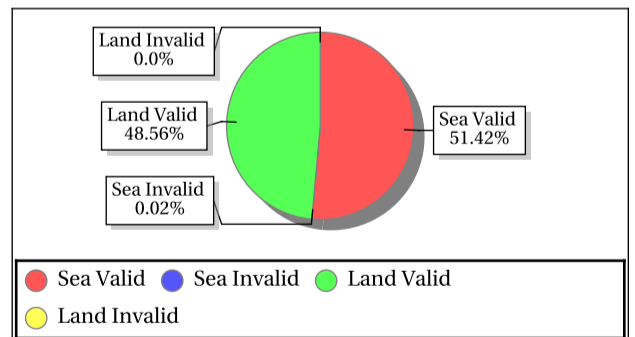 Land Invalid
0.0%
Land Valid
48.56%
Sea Valid
51.42%
Sea Invalid
0.02%
Sea Valid Sea Invalid Land Valid
Land Invalid